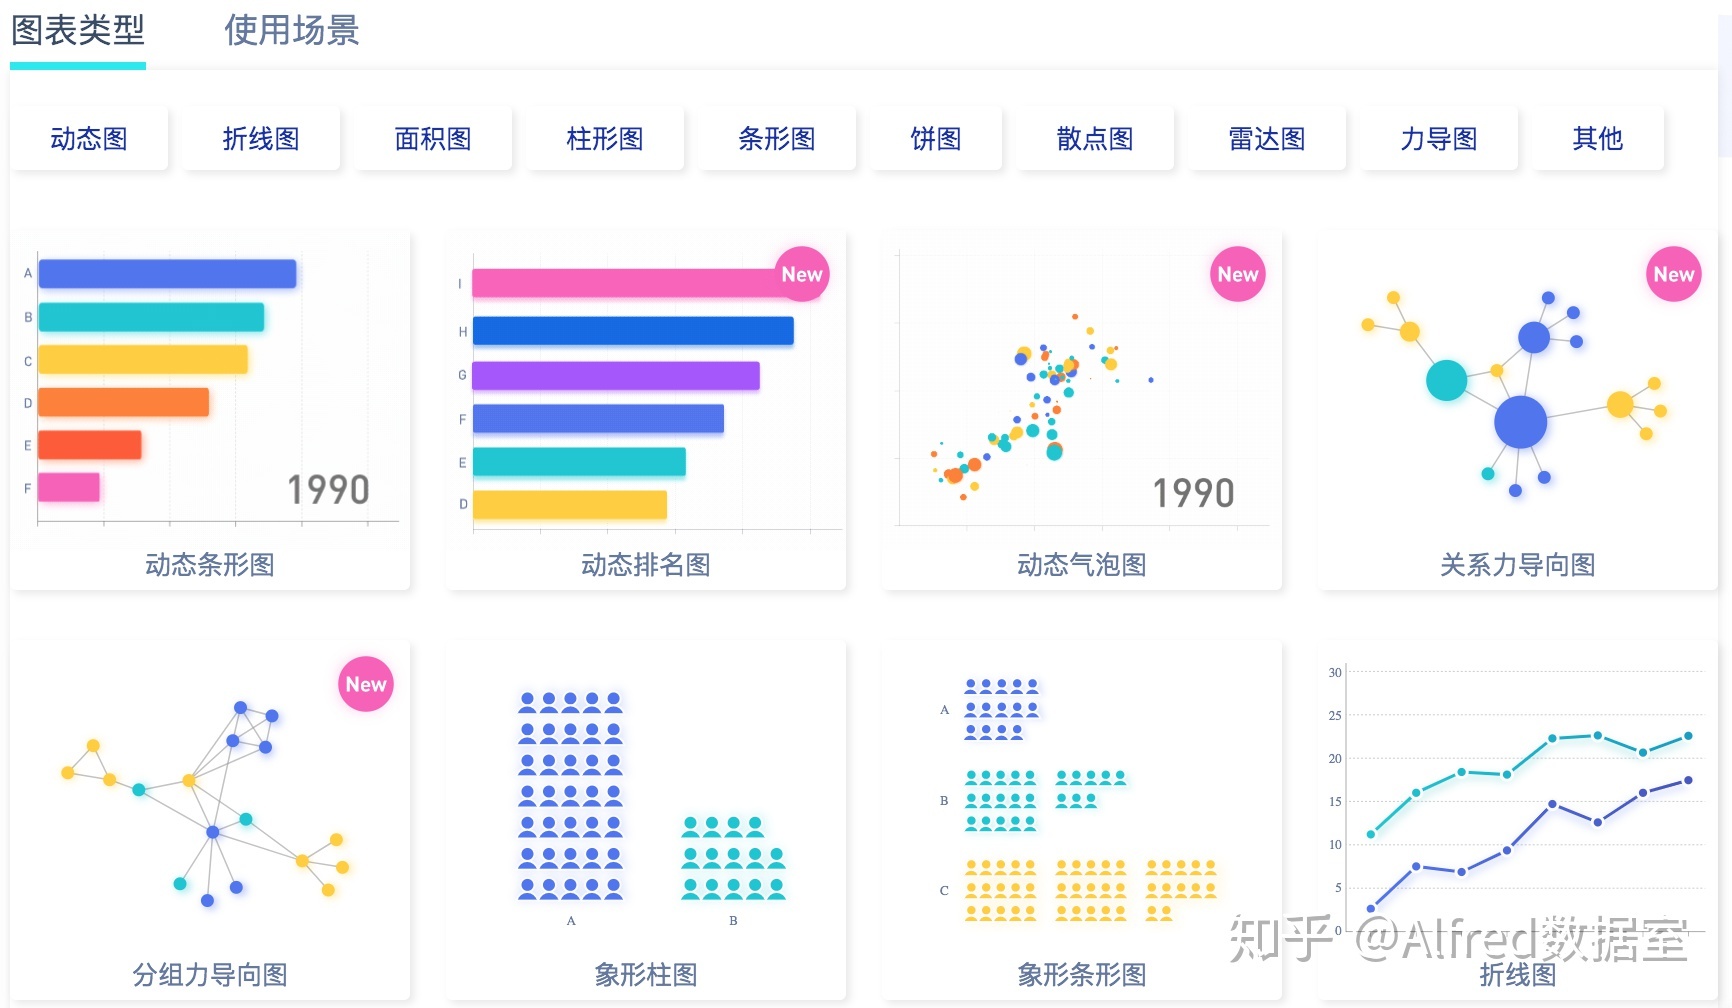 图表类型 使用场景
动态图 折线图 面积图 柱形图 条形图 饼图 散点图 雷达图 力导图 其他
A
B
C
D
E
F
1990
动态条形图
New
I
H
G
F
E
D
动态排名图
New
1990
动态气泡图
New
关系力导向图
New
分组力导向图
A B
象形柱图
A
B
C
象形条形图
30
25
20
15
10
5
0
折线图
知乎 @Alfred数据室